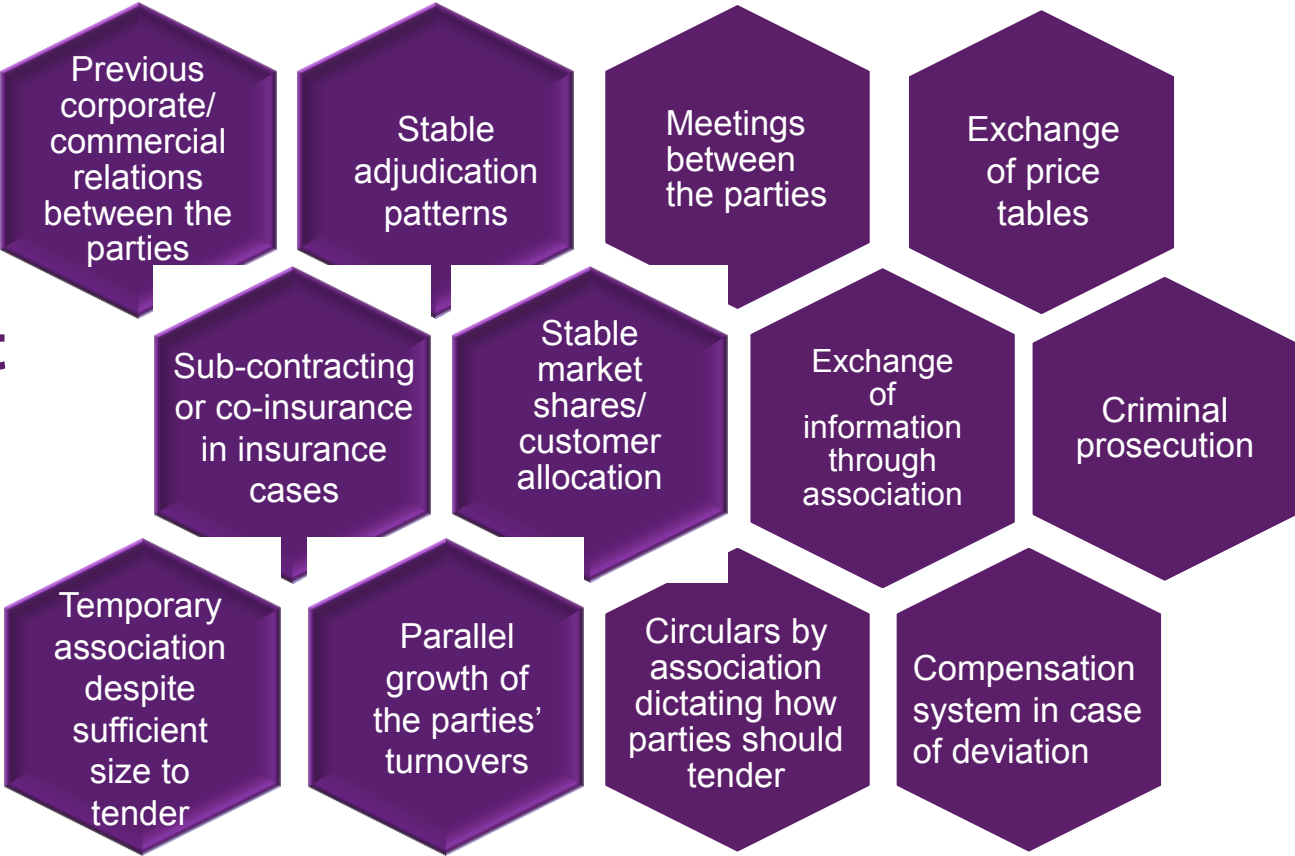 Previous
corporate/
commercial
relations
between the
parties
Stable
adjudication
patterns
Meetings
between
the parties
Exchange
of price
tables
t
Sub-contracting
or co-insurance
in insurance
cases
Stable
market
shares/
customer
allocation
Exchange
of
information
through
association
Criminal
prosecution
Temporary
association
despite
sufficient
size to
tender
Parallel
growth of
the parties’
turnovers
Circulars by
association
dictating how
parties should
tender
Compensation
system in case
of deviation